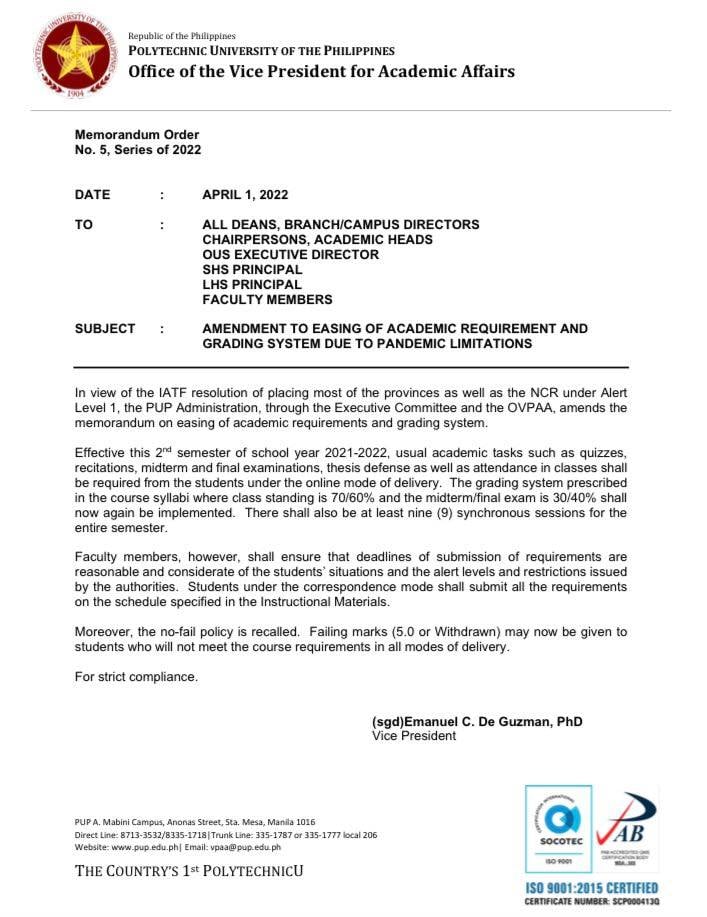 POLYTECHNIC UNIVERSITY OF THE PHILIPPINES
1904
Republic of the Philippines
POLYTECHNIC UNIVERSITY OF THE PHILIPPINES
Office of the Vice President for Academic Affairs
Memorandum Order
No. 5, Series of 2022
DATE : APRIL 1, 2022
TO : ALL DEANS, BRANCH/CAMPUS DIRECTORS
CHAIRPERSONS, ACADEMIC HEADS
OUS EXECUTIVE DIRECTOR
SHS PRINCIPAL
LHS PRINCIPAL
FACULTY MEMBERS
SUBJECT : AMENDMENT TO EASING OF ACADEMIC REQUIREMENT AND
GRADING SYSTEM DUE TO PANDEMIC LIMITATIONS
In view of the IATF resolution of placing most of the provinces as well as the NCR under Alert
Level 1, the PUP Administration, through the Executive Committee and the OVPAA, amends the
memorandum on easing of academic requirements and grading system.
Effective this 2nd semester of school year 2021-2022, usual academic tasks such as quizzes,
recitations, midterm and final examinations, thesis defense as well as attendance in classes shall
be required from the students under the online mode of delivery. The grading system prescribed
in the course syllabi where class standing is 70/60% and the midterm/final exam is 30/40% shall
now again be implemented. There shall also be at least nine (9) synchronous sessions for the
entire semester.
Faculty members, however, shall ensure that deadlines of submission of requirements are
reasonable and considerate of the students’ situations and the alert levels and restrictions issued
by the authorities. Students under the correspondence mode shall submit all the requirements
on the schedule specified in the Instructional Materials.
Moreover, the no-fail policy is recalled. Failing marks (5.0 or Withdrawn) may now be given to
students who will not meet the course requirements in all modes of delivery.
For strict compliance.
(sgd)Emanuel C. De Guzman, PhD
Vice President
PUP A. Mabini Campus, Anonas Street, Sta. Mesa, Manila 1016
Direct Line: 8713-3532/8335-1718|Trunk Line: 335-1787 or 335-1777 local 206
Website: www.pup.edu.ph| Email: vpaa@pup.edu.ph
THE COUNTRY’S 1st POLYTECHNICU
CERTIFICATION INTERNATIONAL
SOCOTEC
ISO 9001
PAB
PAB ACCREDITED QMS
CERTIFICATION BODY
ISO 9001:2015 CERTIFIED
CERTIFICATE NUMBER: SCP000413Q